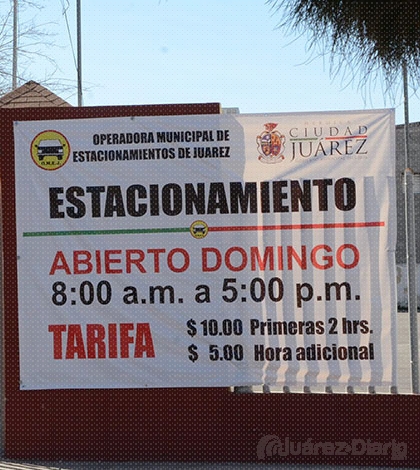 OPERADORA MUNICIPAL DE
ESTACIONAMIENTOS DE JUAREZ
O.M.E.J.
CIUDAD
JUÁREZ
ESTACIONAMIENTO
ABIERTO DOMINGO
8:00 a.m. a 5:00 p.m.
TARIFA
$ 10.00 Primeras 2 hrs.
$ 5.00 Hora adicional
JuárezDiario